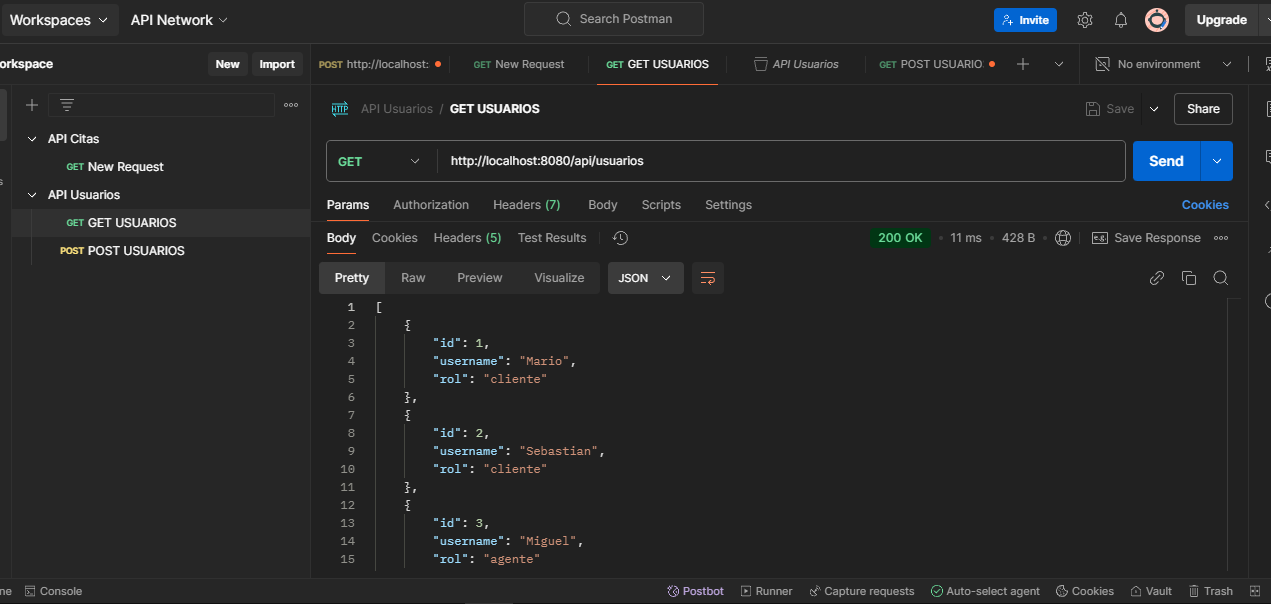 Workspaces API Network Search Postman Invite Upgrade
orkspace New Import POST http://localhost: GET New Request GET GET USUARIOS API Usuarios GET POST USUARIO No environment
API Usuarios / GET USUARIOS Save Share
API Citas
GET New Request
API Usuarios
GET GET USUARIOS
POST POST USUARIOS
GET http://localhost:8080/api/usuarios Send
Params Authorization Headers (7) Body Scripts Settings Cookies
Body Cookies Headers (5) Test Results 200 OK 11 ms 428 B Save Response
Pretty Raw Preview Visualize JSON
1 [
2 {
3 "id": 1,
4 "username": "Mario",
5 "rol": "cliente"
6 },
7 {
8 "id": 2,
9 "username": "Sebastian",
10 "rol": "cliente"
11 },
12 {
13 "id": 3,
14 "username": "Miguel",
15 "rol": "agente"
ne Console Postbot Runner Capture requests Auto-select agent Cookies Vault Trash